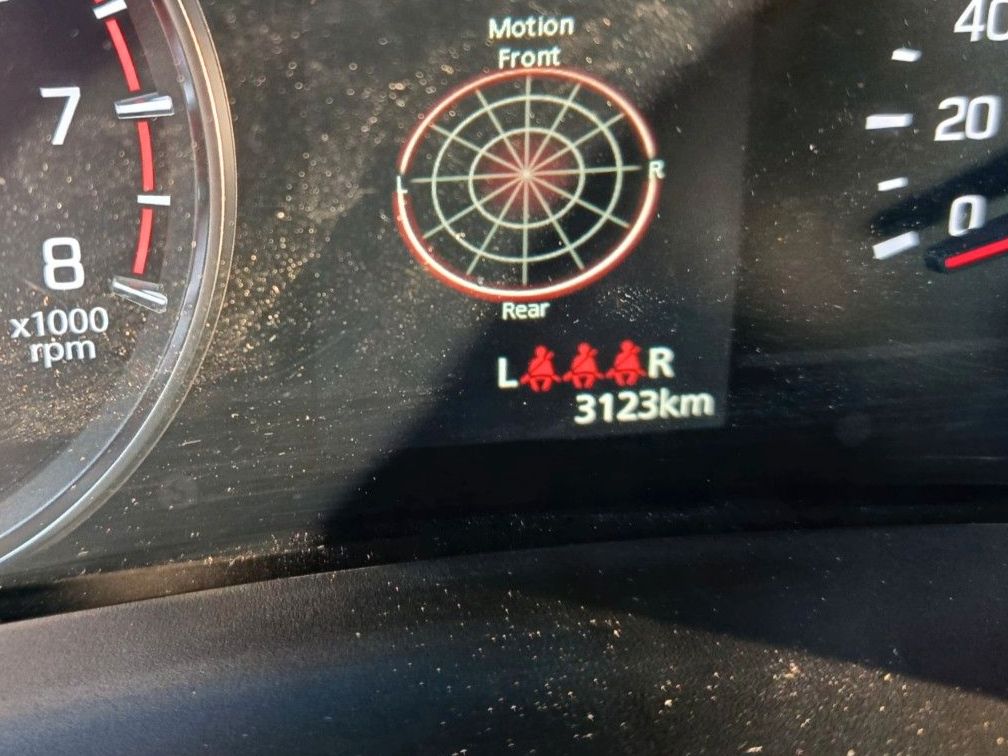 Motion
Front
L
R
Rear
L R
3123km
7
8
x1000
rpm
40
20
0